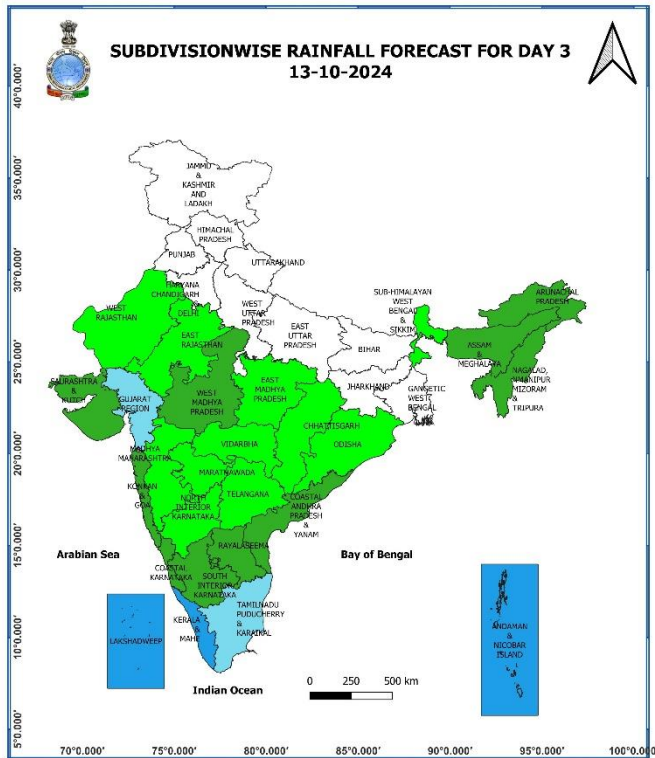 SUBDIVISIONWISE RAINFALL FORECAST FOR DAY 3
13-10-2024
40°0.000'
35°0.000'
30°0.000'
25°0.000'
20°0.000'
15°0.000'
10°0.000'
5°0.000'
JAMMU
&
KASHMIR
AND
LADAKH
HIMACHAL
PRADESH
PUNJAB
UTTARAKHAND
HARYANA
CHANDIGARH
&
DELHI
WEST
RAJASTHAN
WEST
UTTAR
PRADESH
EAST
RAJASTHAN
EAST
UTTAR
PRADESH
BIHAR
SUB-HIMALAYAN
WEST
BENGAL
&
SIKKIM
ARUNACHAL
PRADESH
ASSAM
&
MEGHALAYA
NAGALAD,
MANIPUR
MIZORAM
&
TRIPURA
SAURASHTRA
&
KUTCH
GUJARAT
REGION
WEST
MADHYA
PRADESH
EAST
MADHYA
PRADESH
JHARKHAND
GANGETIC
WEST
BENGAL
CHHATTISGARH
ODISHA
VIDARBHA
MADHYA
MAHARASHTRA
MARATHAWADA
KONKAN
&
GOA
TELANGANA
NORTH
INTERIOR
KARNATAKA
COASTAL
ANDHRA
PRADESH
&
YANAM
RAYALASEEMA
COASTAL
KARNATAKA
SOUTH
INTERIOR
KARNATAKA
TAMILNADU
PUDUCHERRY
&
KARAIKAL
KERALA
&
MAHE
LAKSHADWEEP
ANDAMAN
&
NICOBAR
ISLAND
Arabian Sea
Bay of Bengal
Indian Ocean
0 250 500 km
70°0.000' 75°0.000' 80°0.000' 85°0.000' 90°0.000' 95°0.000'